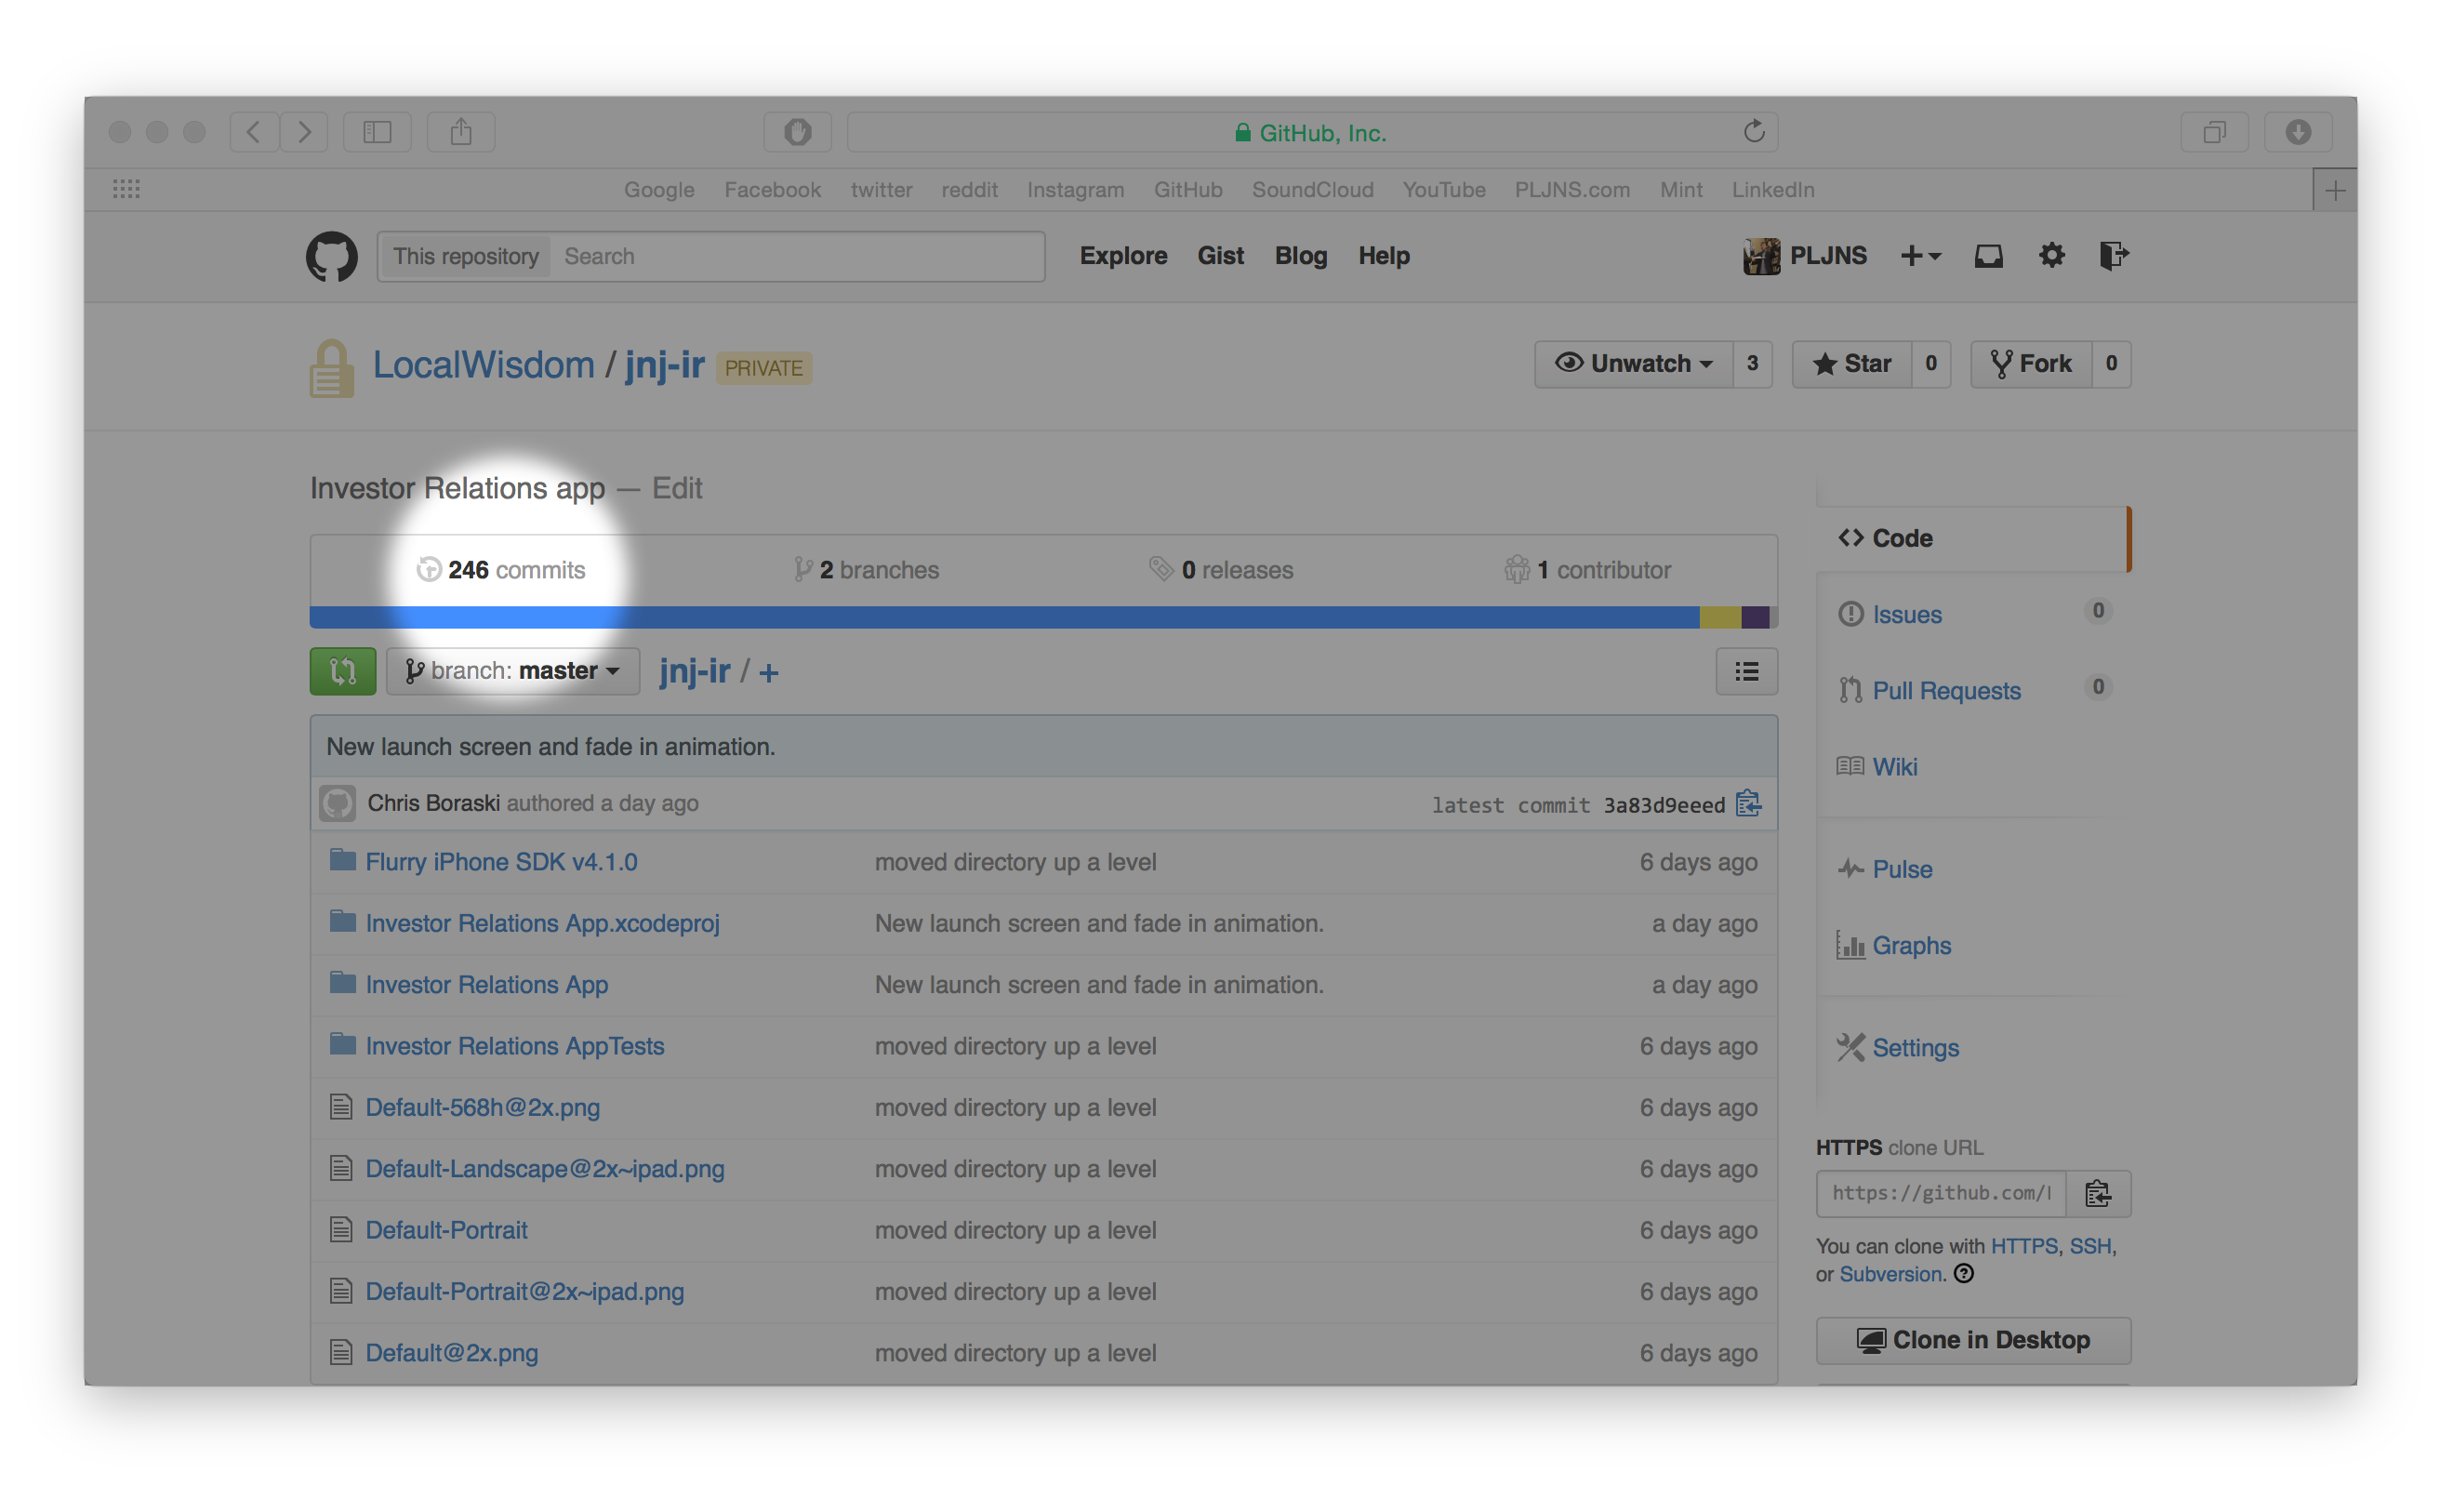 GitHub, Inc.
Google Facebook twitter reddit Instagram GitHub SoundCloud YouTube PLJNS.com Mint LinkedIn
This repository Search Explore Gist Blog Help PLJNS
LocalWisdom / jnj-ir PRIVATE Unwatch 3 Star 0 Fork 0
Investor Relations app — Edit
246 commits 2 branches 0 releases 1 contributor
branch: master jnj-ir / +
New launch screen and fade in animation.
Chris Boraski authored a day ago latest commit 3a83d9eeed
Flurry iPhone SDK v4.1.0 moved directory up a level 6 days ago
Investor Relations App.xcodeproj New launch screen and fade in animation. a day ago
Investor Relations App New launch screen and fade in animation. a day ago
Investor Relations AppTests moved directory up a level 6 days ago
Default-568h@2x.png moved directory up a level 6 days ago
Default-Landscape@2x~ipad.png moved directory up a level 6 days ago
Default-Portrait moved directory up a level 6 days ago
Default-Portrait@2x~ipad.png moved directory up a level 6 days ago
Default@2x.png moved directory up a level 6 days ago
Code
Issues 0
Pull Requests 0
Wiki
Pulse
Graphs
Settings
HTTPS clone URL
https://github.com/
You can clone with HTTPS, SSH,
or Subversion.
Clone in Desktop